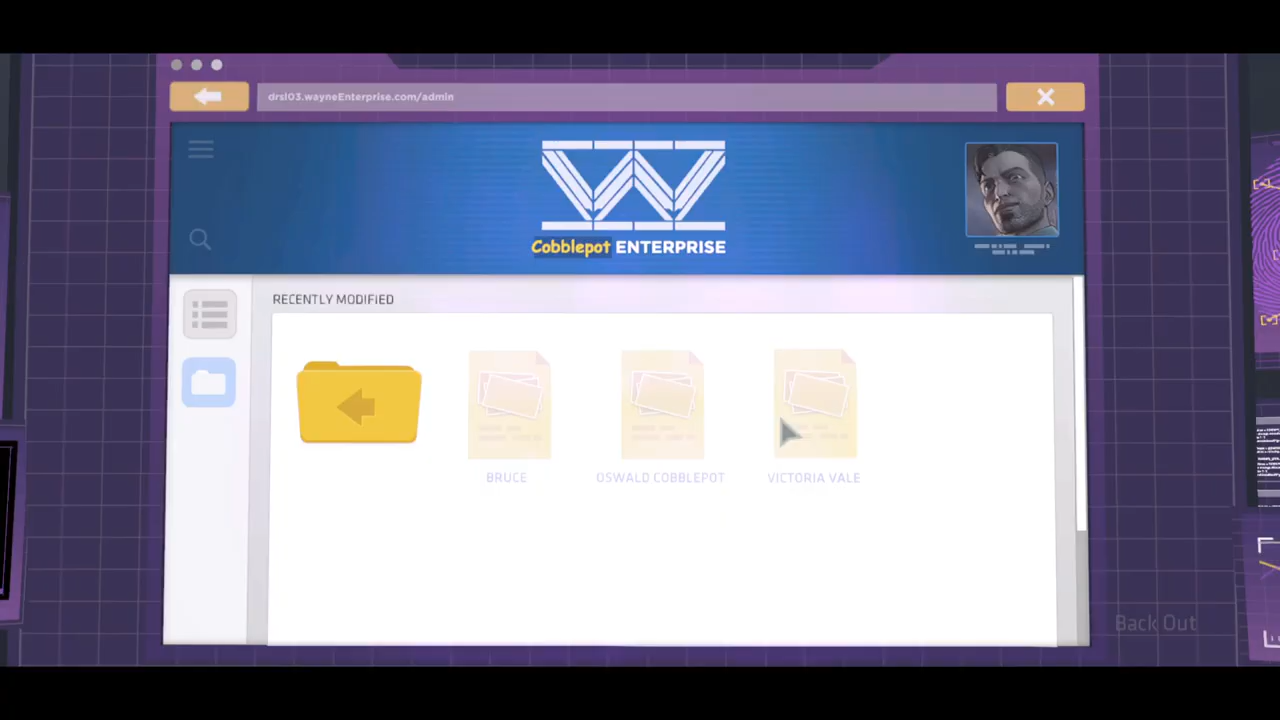 drsl03.wayneEnterprise.com/admin
Cobblepot ENTERPRISE
RECENTLY MODIFIED
BRUCE
OSWALD COBBLEPOT
VICTORIA VALE
Back Out